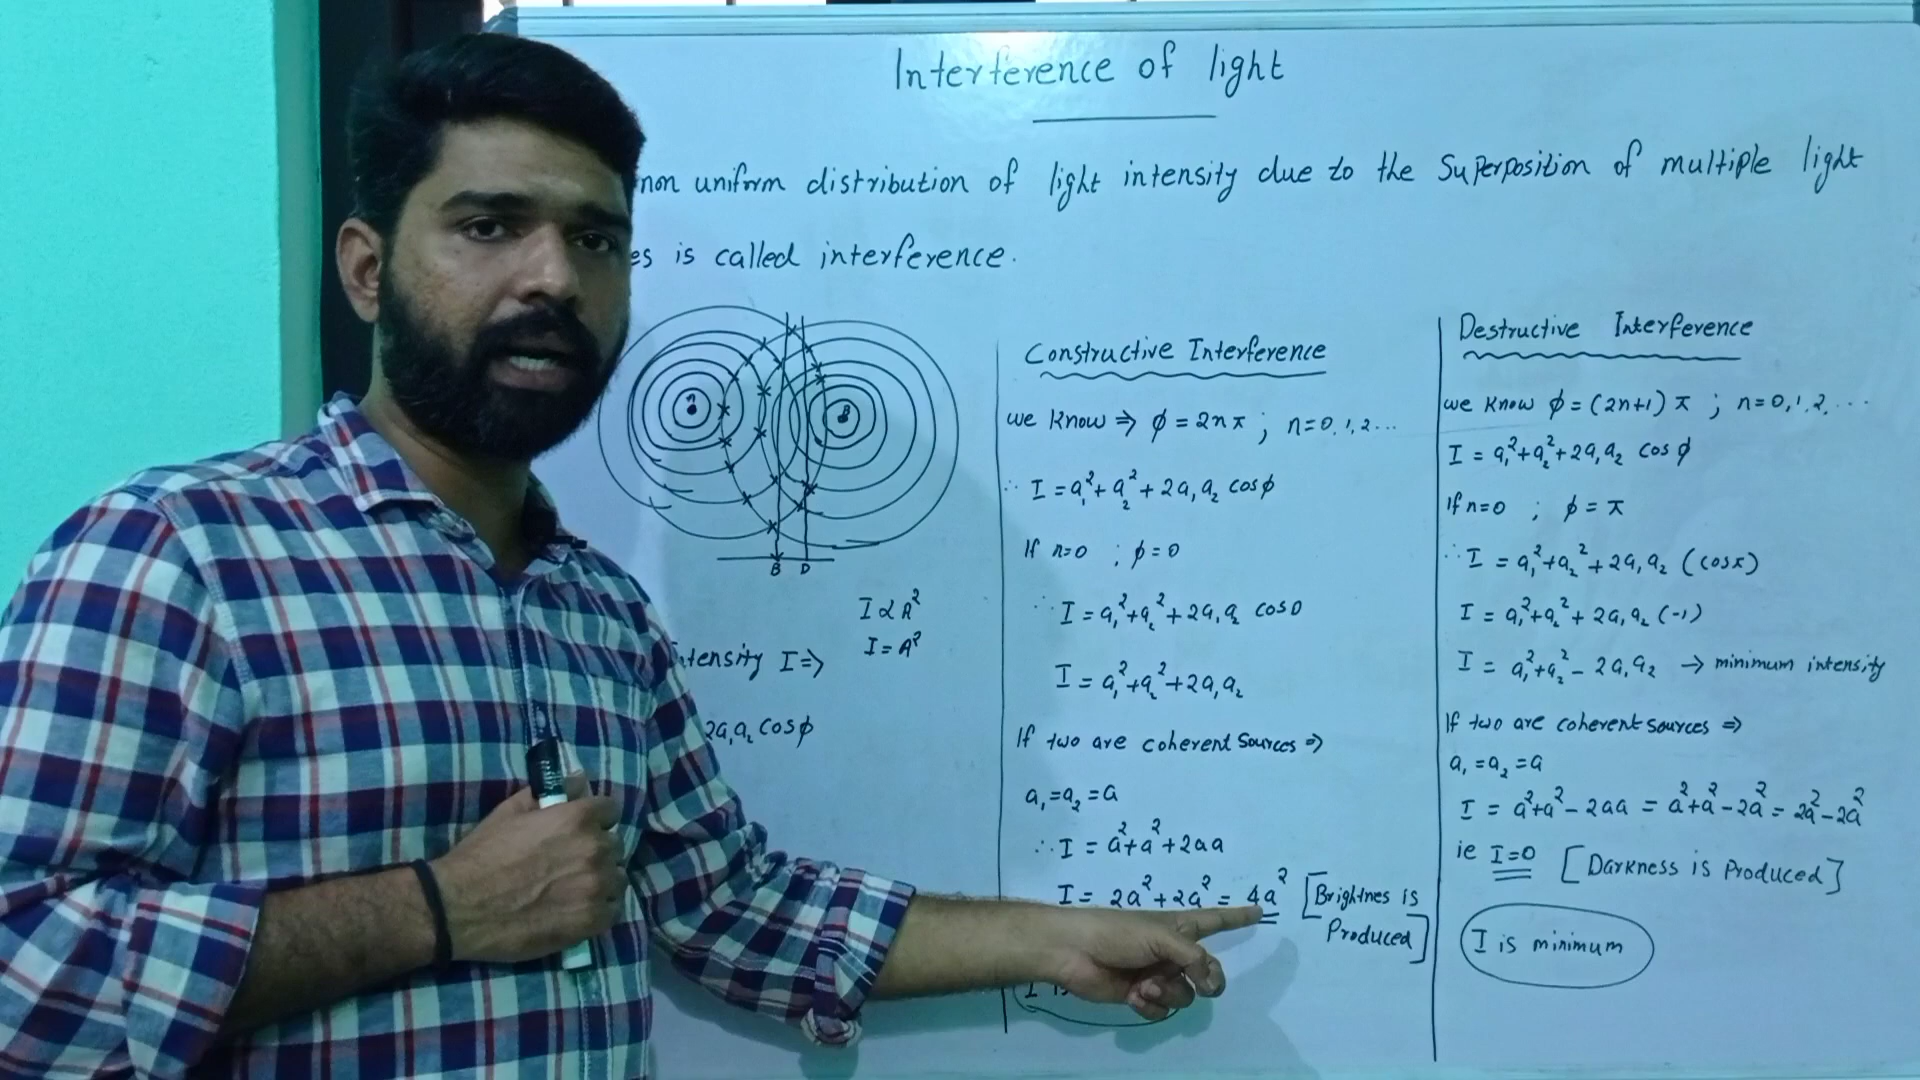 Interference of light
non uniform distribution of light intensity due to the superposition of multiple light
es is called interference.
A
B
B D
I ∝ A²
I = A²
tensity I ⇒
2a₁a₂ cosϕ
Constructive Interference
we know ⇒ ϕ = 2nπ ; n=0,1,2...
∴ I = a₁²+a₂²+2a₁a₂ cosϕ
If n=0 ; ϕ=0
∴ I = a₁²+a₂²+2a₁a₂ cos0
I = a₁²+a₂²+2a₁a₂
If two are coherent sources ⇒
a₁=a₂=a
∴ I = a²+a²+2aa
I = 2a²+2a² = 4a² [Brightnes is
Produced]
I is
Destructive Interference
we know ϕ=(2n+1)π ; n=0,1,2,...
I = a₁²+a₂²+2a₁a₂ cosϕ
If n=0 ; ϕ=π
∴ I = a₁²+a₂²+2a₁a₂ (cosπ)
I = a₁²+a₂²+2a₁a₂ (-1)
I = a₁²+a₂²-2a₁a₂ → minimum intensity
If two are coherent sources ⇒
a₁=a₂=a
I = a²+a²-2aa = a²+a²-2a² = 2a²-2a²
ie I=0 [Darkness is Produced]
I is minimum